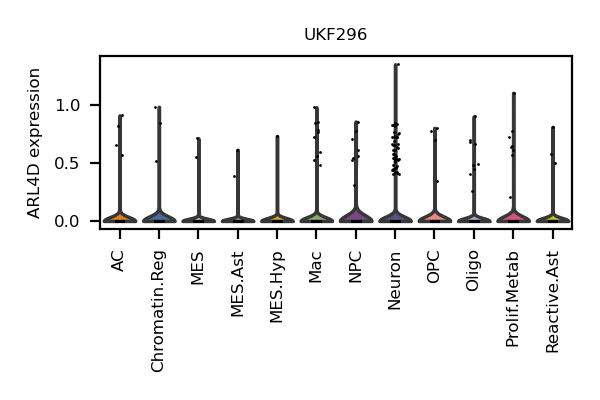 UKF296
ARL4D expression
1.0
0.5
0.0
AC
Chromatin.Reg
MES
MES.Ast
MES.Hyp
Mac
NPC
Neuron
OPC
Oligo
Prolif.Metab
Reactive.Ast